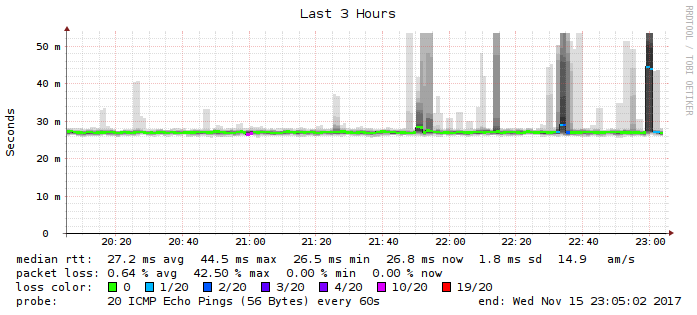 Last 3 Hours
RRDTOOL / TOBI OETIKER
Seconds
50 m
40 m
30 m
20 m
10 m
0
20:20 20:40 21:00 21:20 21:40 22:00 22:20 22:40 23:00
median rtt: 27.2 ms avg 44.5 ms max 26.5 ms min 26.8 ms now 1.8 ms sd 14.9 am/s
packet loss: 0.64 % avg 42.50 % max 0.00 % min 0.00 % now
loss color: 0 1/20 2/20 3/20 4/20 10/20 19/20
probe: 20 ICMP Echo Pings (56 Bytes) every 60s end: Wed Nov 15 23:05:02 2017